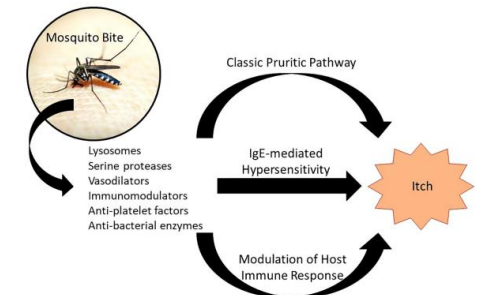 Mosquito Bite
Classic Pruritic Pathway
Lysosomes
Serine proteases
Vasodilators
Immunomodulators
Anti-platelet factors
Anti-bacterial enzymes
IgE-mediated
Hypersensitivity
Itch
Modulation of Host
Immune Response